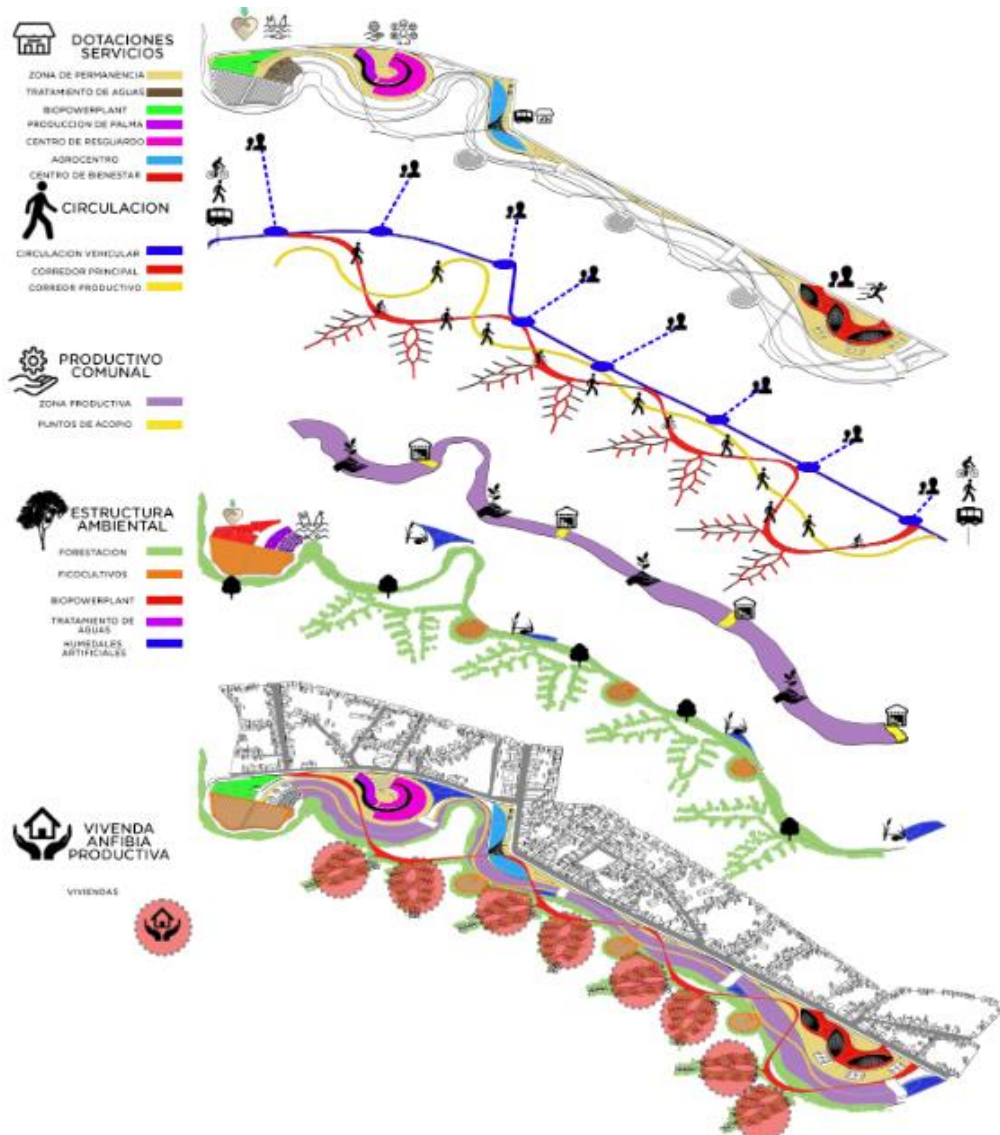 DOTACIONES
SERVICIOS
ZONA DE PERMANENCIA
TRATAMIENTO DE AGUAS
BIOPOWERPLANT
PRODUCCION DE PALMA
CENTRO DE RESGUARDO
AGROCENTRO
CENTRO DE BIENESTAR
CIRCULACION
CIRCULACION VEHICULAR
CORREDOR PRINCIPAL
CORREOR PRODUCTIVO
PRODUCTIVO
COMUNAL
ZONA PRODUCTIVA
PUNTOS DE ACOPIO
ESTRUCTURA
AMBIENTAL
FORESTACION
FICOCULTIVOS
BIOPOWERPLANT
TRATAMIENTO DE
AGUAS
HUMEDALES
ARTIFICIALES
VIVENDA
ANFIBIA
PRODUCTIVA
VIVIENDAS